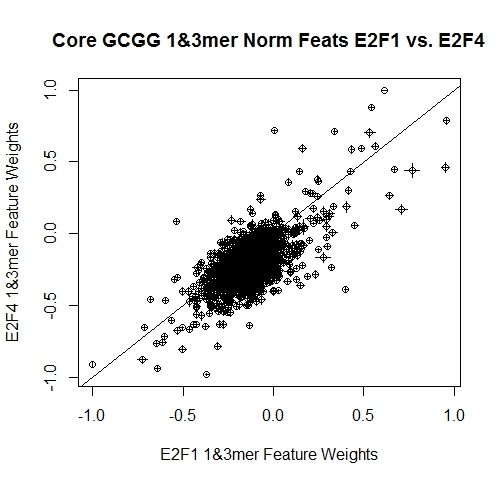 Core GCGG 1&3mer Norm Feats E2F1 vs. E2F4
E2F4 1&3mer Feature Weights
1.0
0.5
0.0
-0.5
-1.0
-1.0 -0.5 0.0 0.5 1.0
E2F1 1&3mer Feature Weights